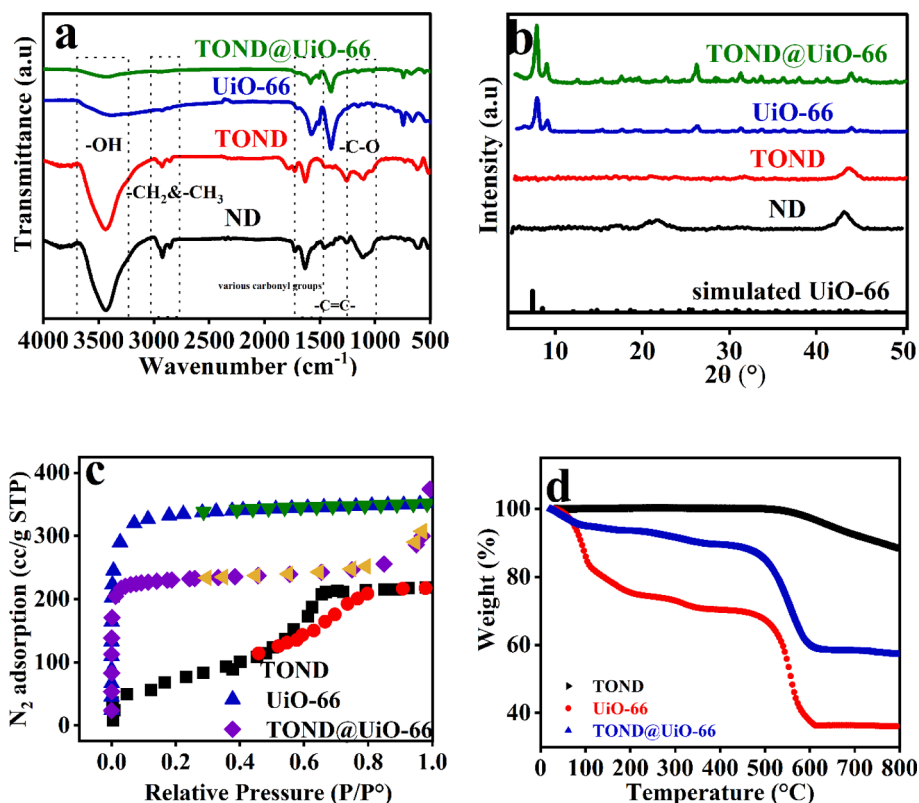 a
TOND@UiO-66
UiO-66
-OH
-C-O
TOND
-CH₂&-CH₃
ND
various carbonyl groups
-C=C-
Transmittance (a.u)
4000 3500 3000 2500 2000 1500 1000 500
Wavenumber (cm⁻¹)
b
TOND@UiO-66
UiO-66
TOND
ND
simulated UiO-66
Intensity (a.u)
10 20 30 40 50
2θ (°)
c
400
300
200
100
0
N₂ adsorption (cc/g STP)
TOND
UiO-66
TOND@UiO-66
0.0 0.2 0.4 0.6 0.8 1.0
Relative Pressure (P/P°)
d
100
80
60
40
Weight (%)
TOND
UiO-66
TOND@UiO-66
0 100 200 300 400 500 600 700 800
Temperature (°C)